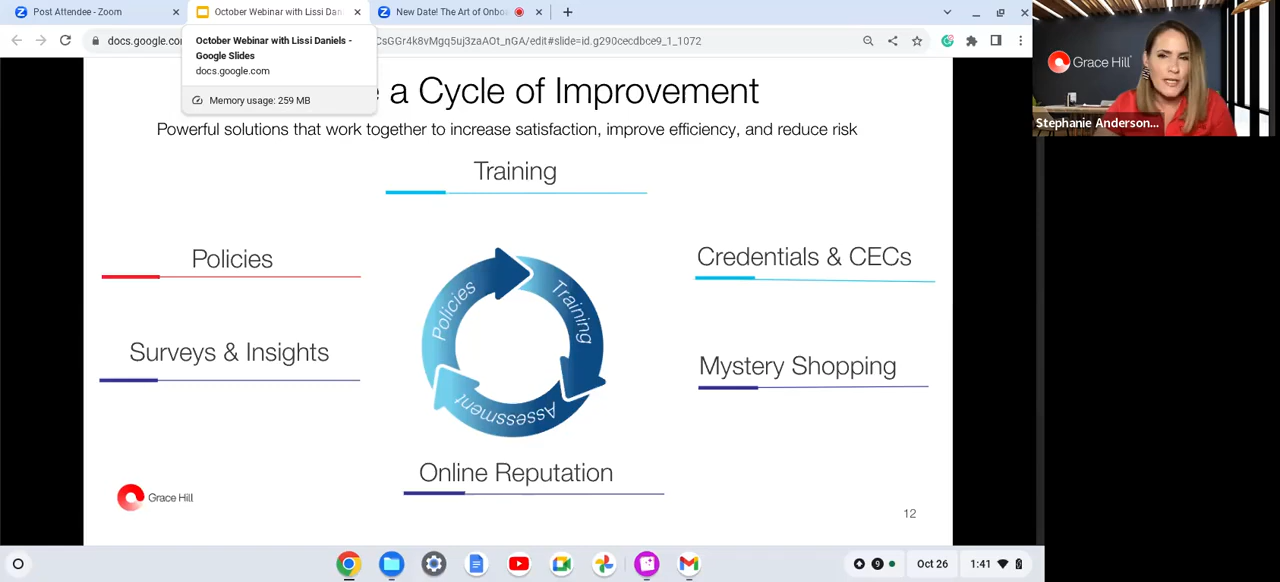 Post Attendee - Zoom
October Webinar with Lissi Dani
New Date! The Art of Onbo
docs.google.com
CsGGr4k8vMgq5uj3zaAOt_nGA/edit#slide=id.g290cecdbce9_1_1072
October Webinar with Lissi Daniels -
Google Slides
docs.google.com
Memory usage: 259 MB
Grace Hill
Stephanie Anderson...
a Cycle of Improvement
Powerful solutions that work together to increase satisfaction, improve efficiency, and reduce risk
Training
Policies
Credentials & CECs
Surveys & Insights
Mystery Shopping
Policies
Training
Assessment
Online Reputation
Grace Hill
12
9
Oct 26
1:41